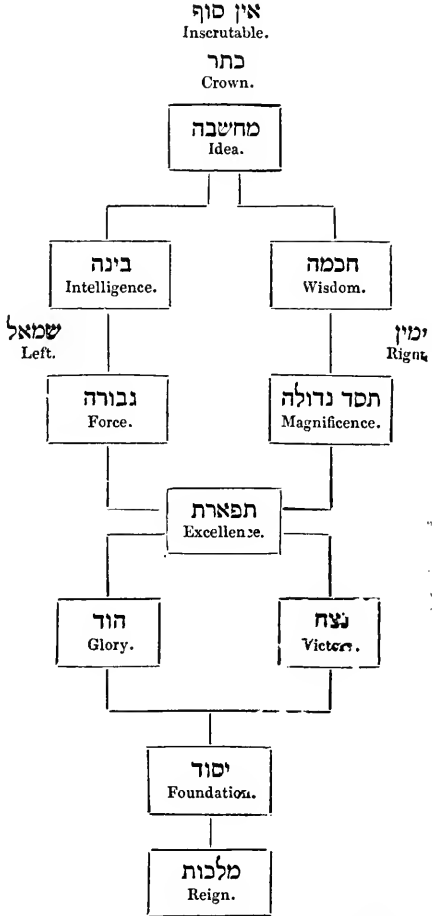 אין סוף
Inscrutable.
כתר
Crown.
מחשבה
Idea.
בינה
Intelligence.
חכמה
Wisdom.
שמאל
Left.
ימין
Right.
גבורה
Force.
תסד גדולה
Magnificence.
תפארת
Excellence.
הוד
Glory.
נצח
Victory.
יסוד
Foundation.
מלכות
Reign.